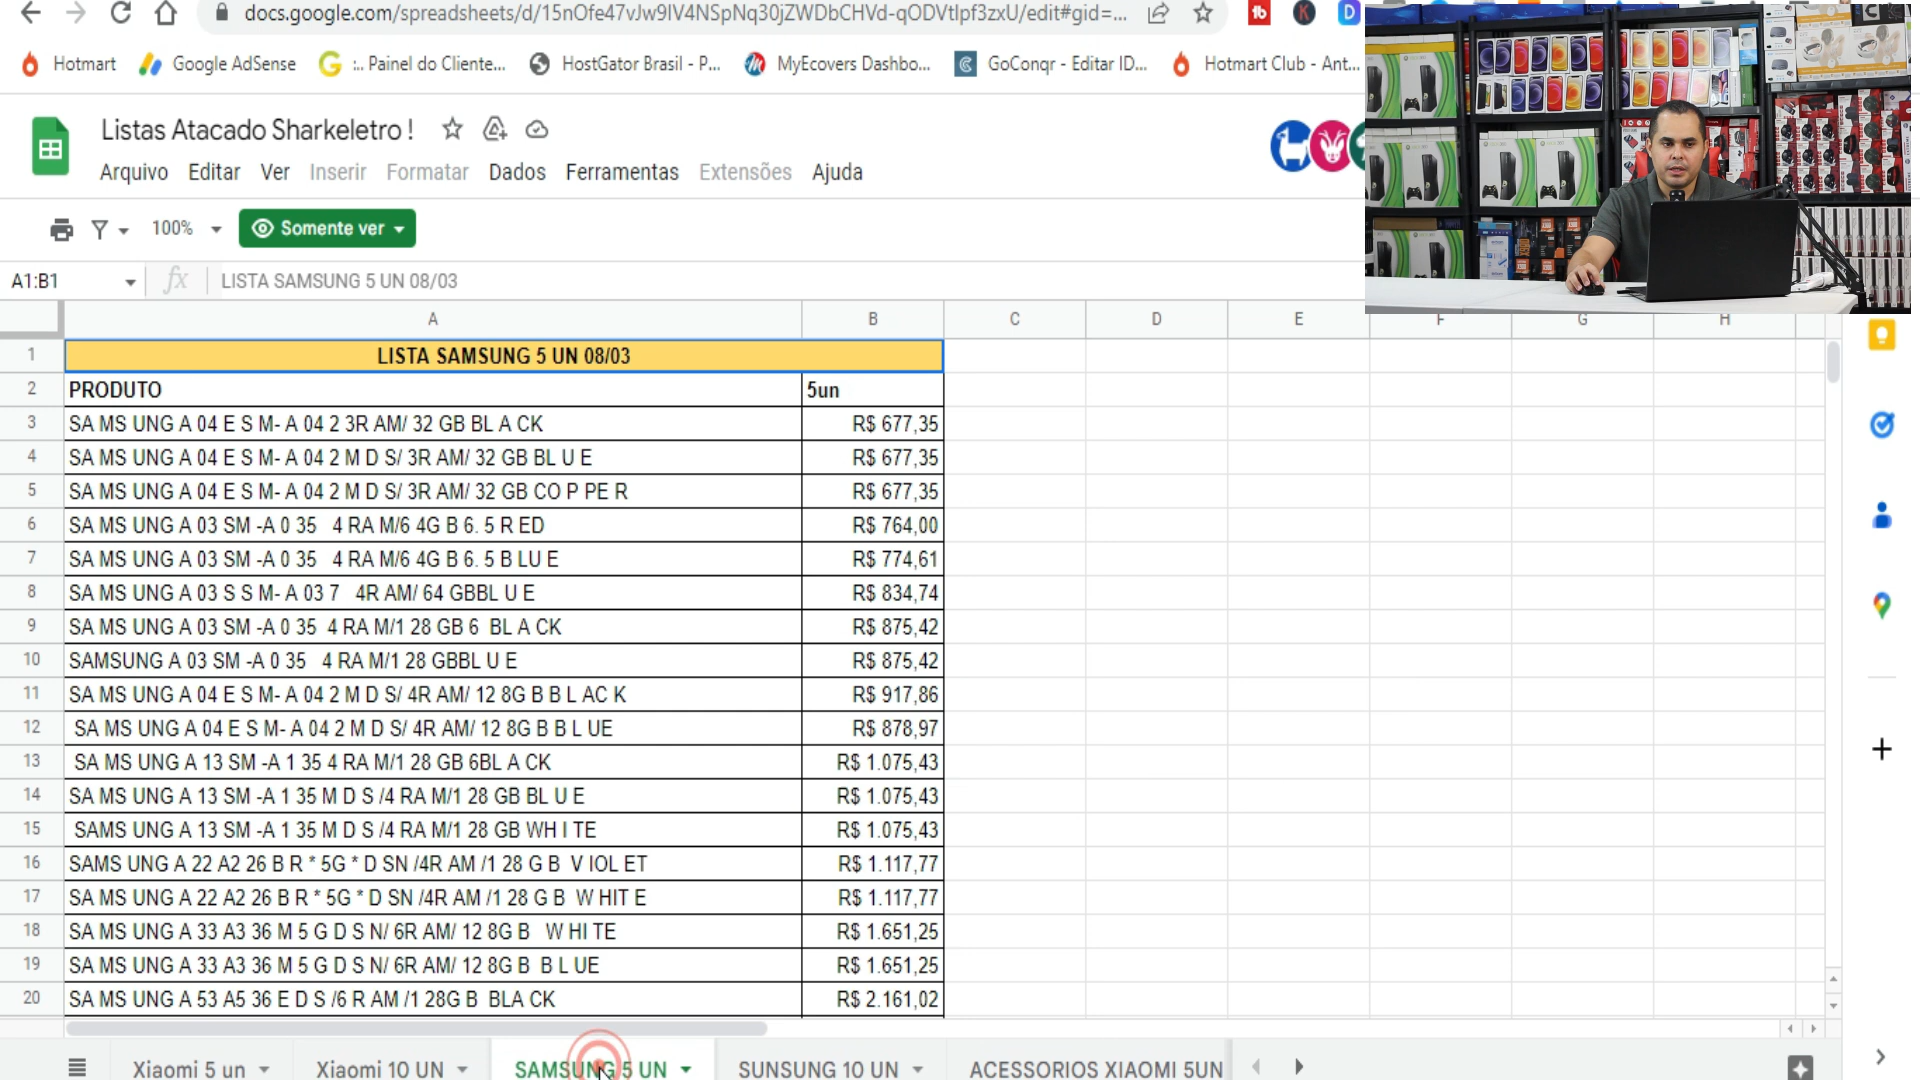 docs.google.com/spreadsheets/d/15nOfe47vJw9IV4NSpNq30jZWDbCHVd-qODVtIpf3zxU/edit#gid=...
Hotmart
Google AdSense
:.. Painel do Cliente...
HostGator Brasil - P...
MyEcovers Dashbo...
GoConqr - Editar ID...
Hotmart Club - Ant...
Listas Atacado Sharkeletro !
Arquivo Editar Ver Inserir Formatar Dados Ferramentas Extensões Ajuda
100% Somente ver
A1:B1 fx LISTA SAMSUNG 5 UN 08/03
A B C D E F G H
1 LISTA SAMSUNG 5 UN 08/03
2 PRODUTO 5un
3 SA MS UNG A 04 E S M- A 04 2 3R AM/ 32 GB BL A CK R$ 677,35
4 SA MS UNG A 04 E S M- A 04 2 M D S/ 3R AM/ 32 GB BL U E R$ 677,35
5 SA MS UNG A 04 E S M- A 04 2 M D S/ 3R AM/ 32 GB CO P PE R R$ 677,35
6 SA MS UNG A 03 SM -A 0 35 4 RA M/6 4G B 6. 5 R ED R$ 764,00
7 SA MS UNG A 03 SM -A 0 35 4 RA M/6 4G B 6. 5 B LU E R$ 774,61
8 SA MS UNG A 03 S S M- A 03 7 4R AM/ 64 GBBL U E R$ 834,74
9 SA MS UNG A 03 SM -A 0 35 4 RA M/1 28 GB 6 BL A CK R$ 875,42
10 SAMSUNG A 03 SM -A 0 35 4 RA M/1 28 GBBL U E R$ 875,42
11 SA MS UNG A 04 E S M- A 04 2 M D S/ 4R AM/ 12 8G B B L AC K R$ 917,86
12 SA MS UNG A 04 E S M- A 04 2 M D S/ 4R AM/ 12 8G B B L UE R$ 878,97
13 SA MS UNG A 13 SM -A 1 35 4 RA M/1 28 GB 6BL A CK R$ 1.075,43
14 SA MS UNG A 13 SM -A 1 35 M D S /4 RA M/1 28 GB BL U E R$ 1.075,43
15 SAMS UNG A 13 SM -A 1 35 M D S /4 RA M/1 28 GB WH I TE R$ 1.075,43
16 SAMS UNG A 22 A2 26 B R * 5G * D SN /4R AM /1 28 G B V IOL ET R$ 1.117,77
17 SA MS UNG A 22 A2 26 B R * 5G * D SN /4R AM /1 28 G B W HIT E R$ 1.117,77
18 SA MS UNG A 33 A3 36 M 5 G D S N/ 6R AM/ 12 8G B W HI TE R$ 1.651,25
19 SA MS UNG A 33 A3 36 M 5 G D S N/ 6R AM/ 12 8G B B L UE R$ 1.651,25
20 SA MS UNG A 53 A5 36 E D S /6 R AM /1 28G B BLA CK R$ 2.161,02
Xiaomi 5 un Xiaomi 10 UN SAMSUNG 5 UN SUNSUNG 10 UN ACESSORIOS XIAOMI 5UN